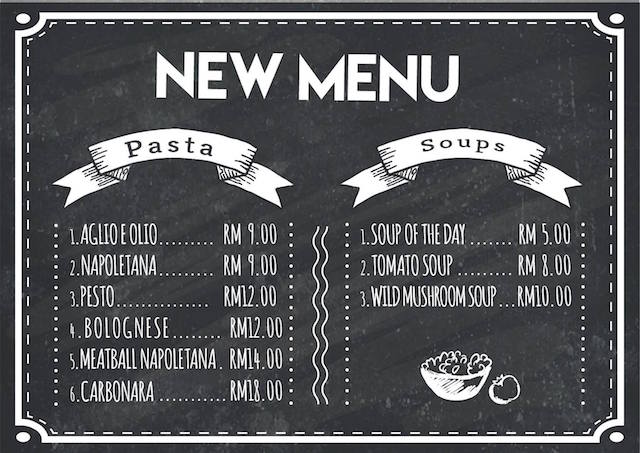 NEW MENU
Pasta
1. AGLIO E OLIO......... RM 9.00
2. NAPOLETANA......... RM 9.00
3. PESTO............... RM12.00
4. BOLOGNESE........ RM12.00
5. MEATBALL NAPOLETANA. RM14.00
6. CARBONARA ........... RM18.00
Soups
1. SOUP OF THE DAY ....... RM 5.00
2. TOMATO SOUP ......... RM 8.00
3. WILD MUSHROOM SOUP ... RM10.00